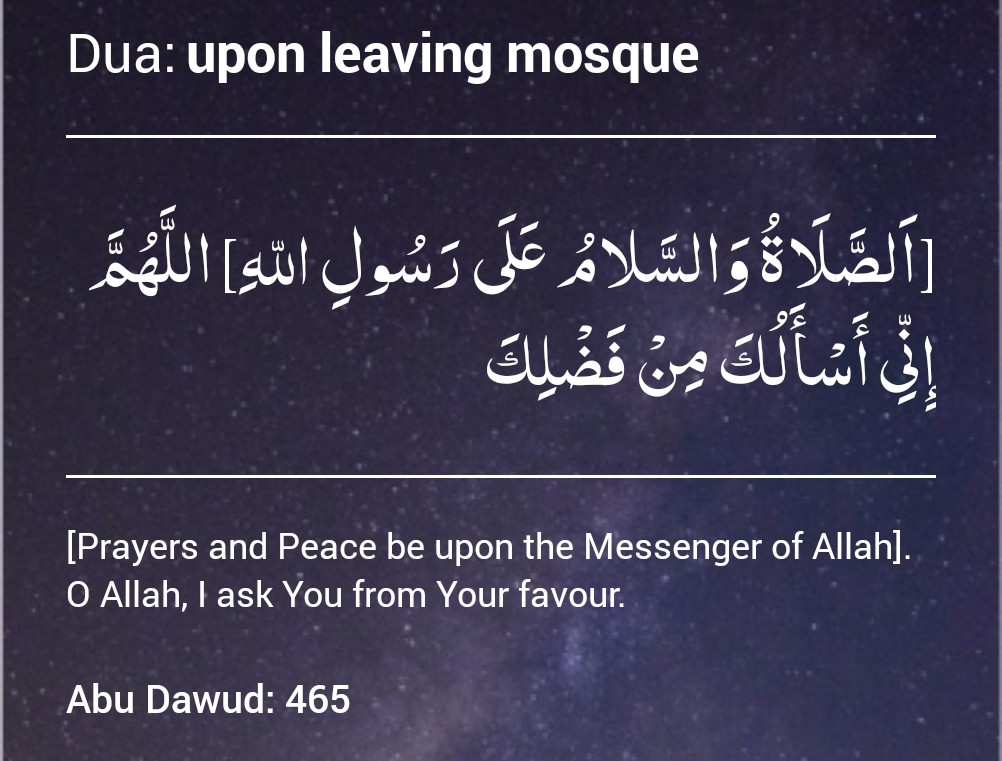 Dua: upon leaving mosque
[اَلصَّلَاةُ وَالسَّلامُ عَلَى رَسُولِ اللّٰهِ] اللَّهُمَّ
إِنِّي أَسْأَلُكَ مِنْ فَضْلِكَ
[Prayers and Peace be upon the Messenger of Allah].
O Allah, I ask You from Your favour.
Abu Dawud: 465